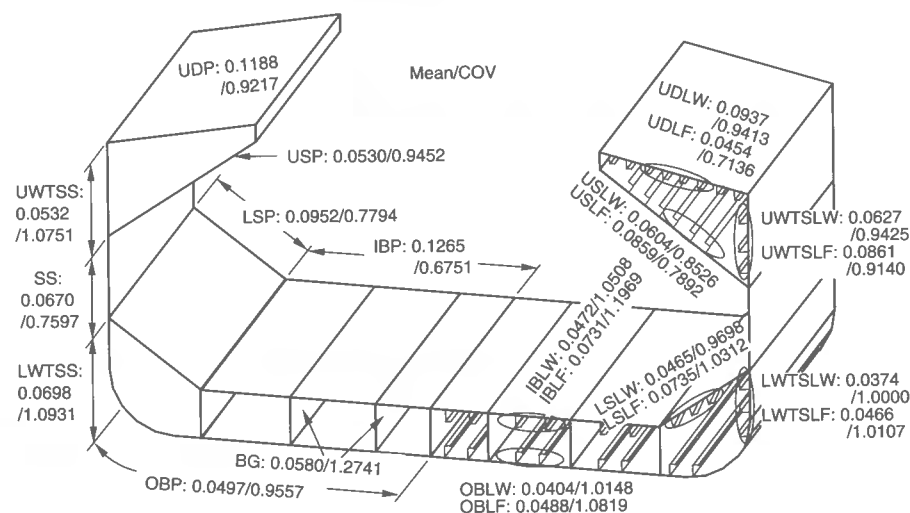 Mean/COV
UDP: 0.1188
/0.9217
UDLW: 0.0937
/0.9413
UDLF: 0.0454
/0.7136
USP: 0.0530/0.9452
UWTSS:
0.0532
/1.0751
LSP: 0.0952/0.7794
USLW: 0.0604/0.8526
USLF: 0.0859/0.7892
UWTSLW: 0.0627
/0.9425
UWTSLF: 0.0861
/0.9140
IBP: 0.1265
/0.6751
SS:
0.0670
/0.7597
IBLW: 0.0472/1.0508
IBLF: 0.0731/1.1969
LSLW: 0.0465/0.9698
LSLF: 0.0735/1.0312
LWTSS:
0.0698
/1.0931
LWTSLW: 0.0374
/1.0000
LWTSLF: 0.0466
/1.0107
BG: 0.0580/1.2741
OBP: 0.0497/0.9557
OBLW: 0.0404/1.0148
OBLF: 0.0488/1.0819